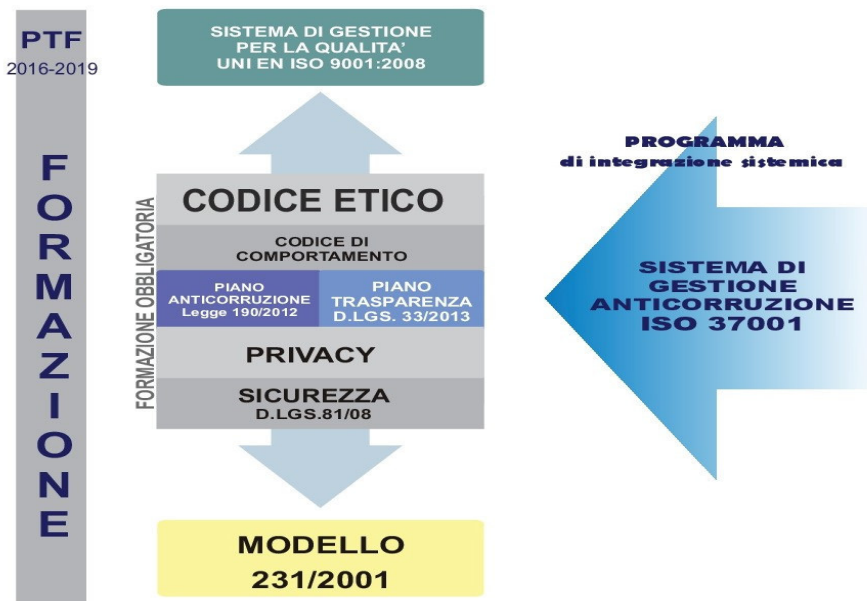 PTF
2016-2019
FORMAZIONE
SISTEMA DI GESTIONE
PER LA QUALITA'
UNI EN ISO 9001:2008
FORMAZIONE OBBLIGATORIA
CODICE ETICO
CODICE DI
COMPORTAMENTO
PIANO
ANTICORRUZIONE
Legge 190/2012
PIANO
TRASPARENZA
D.LGS. 33/2013
PRIVACY
SICUREZZA
D.LGS.81/08
MODELLO
231/2001
PROGRAMMA
di integrazione sistemica
SISTEMA DI
GESTIONE
ANTICORRUZIONE
ISO 37001